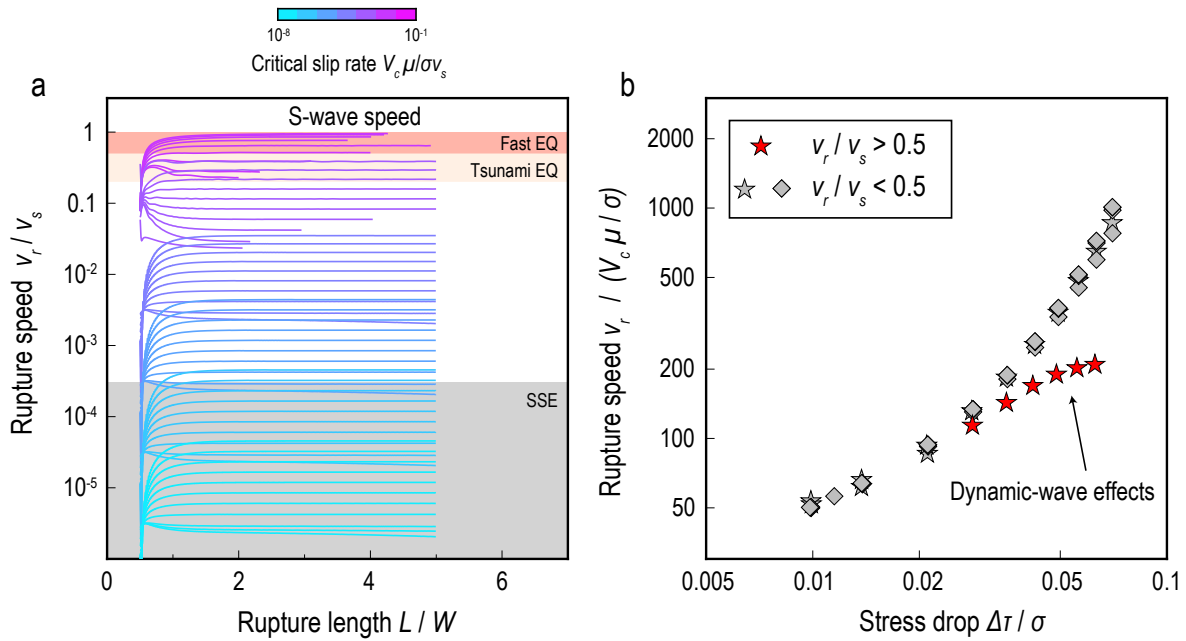 10⁻⁸ 10⁻¹
Critical slip rate V_c μ/σv_s
a
b
S-wave speed
Fast EQ
Tsunami EQ
SSE
1
0.1
10⁻²
10⁻³
10⁻⁴
10⁻⁵
Rupture speed v_r / v_s
0 2 4 6
Rupture length L / W
v_r / v_s > 0.5
v_r / v_s < 0.5
Dynamic-wave effects
2000
1000
500
200
100
50
Rupture speed v_r / (V_c μ / σ)
0.005 0.01 0.02 0.05 0.1
Stress drop Δτ / σ